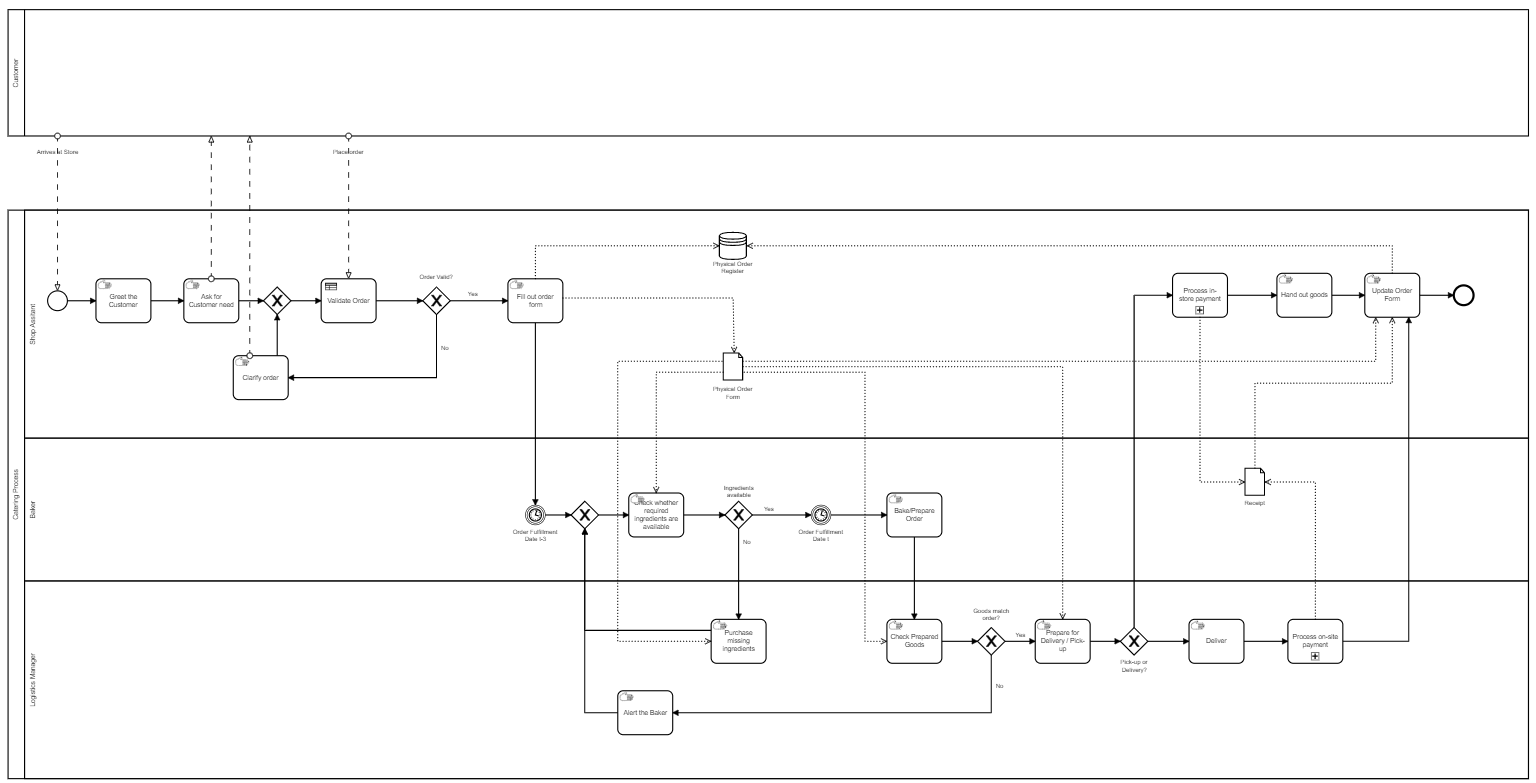 Customer
Arrives at Store
Place order
Catering Process
Shop Assitant
Greet the
Customer
Ask for
Customer need
Clarify order
Validate Order
Order Valid?
Yes
No
Fill out order
form
Physical Order
Register
Physical Order
Form
Process in-
store payment
Hand out goods
Update Order
Form
Baker
Order Fulfillment
Date t-3
Check whether
required
ingredients are
available
Ingredients
available
Yes
No
Order Fulfillment
Date t
Bake/Prepare
Order
Receipt
Logistics Manager
Purchase
missing
ingredients
Alert the Baker
Check Prepared
Goods
Goods match
order?
Yes
No
Prepare for
Delivery / Pick-
up
Pick-up or
Delivery?
Deliver
Process on-site
payment